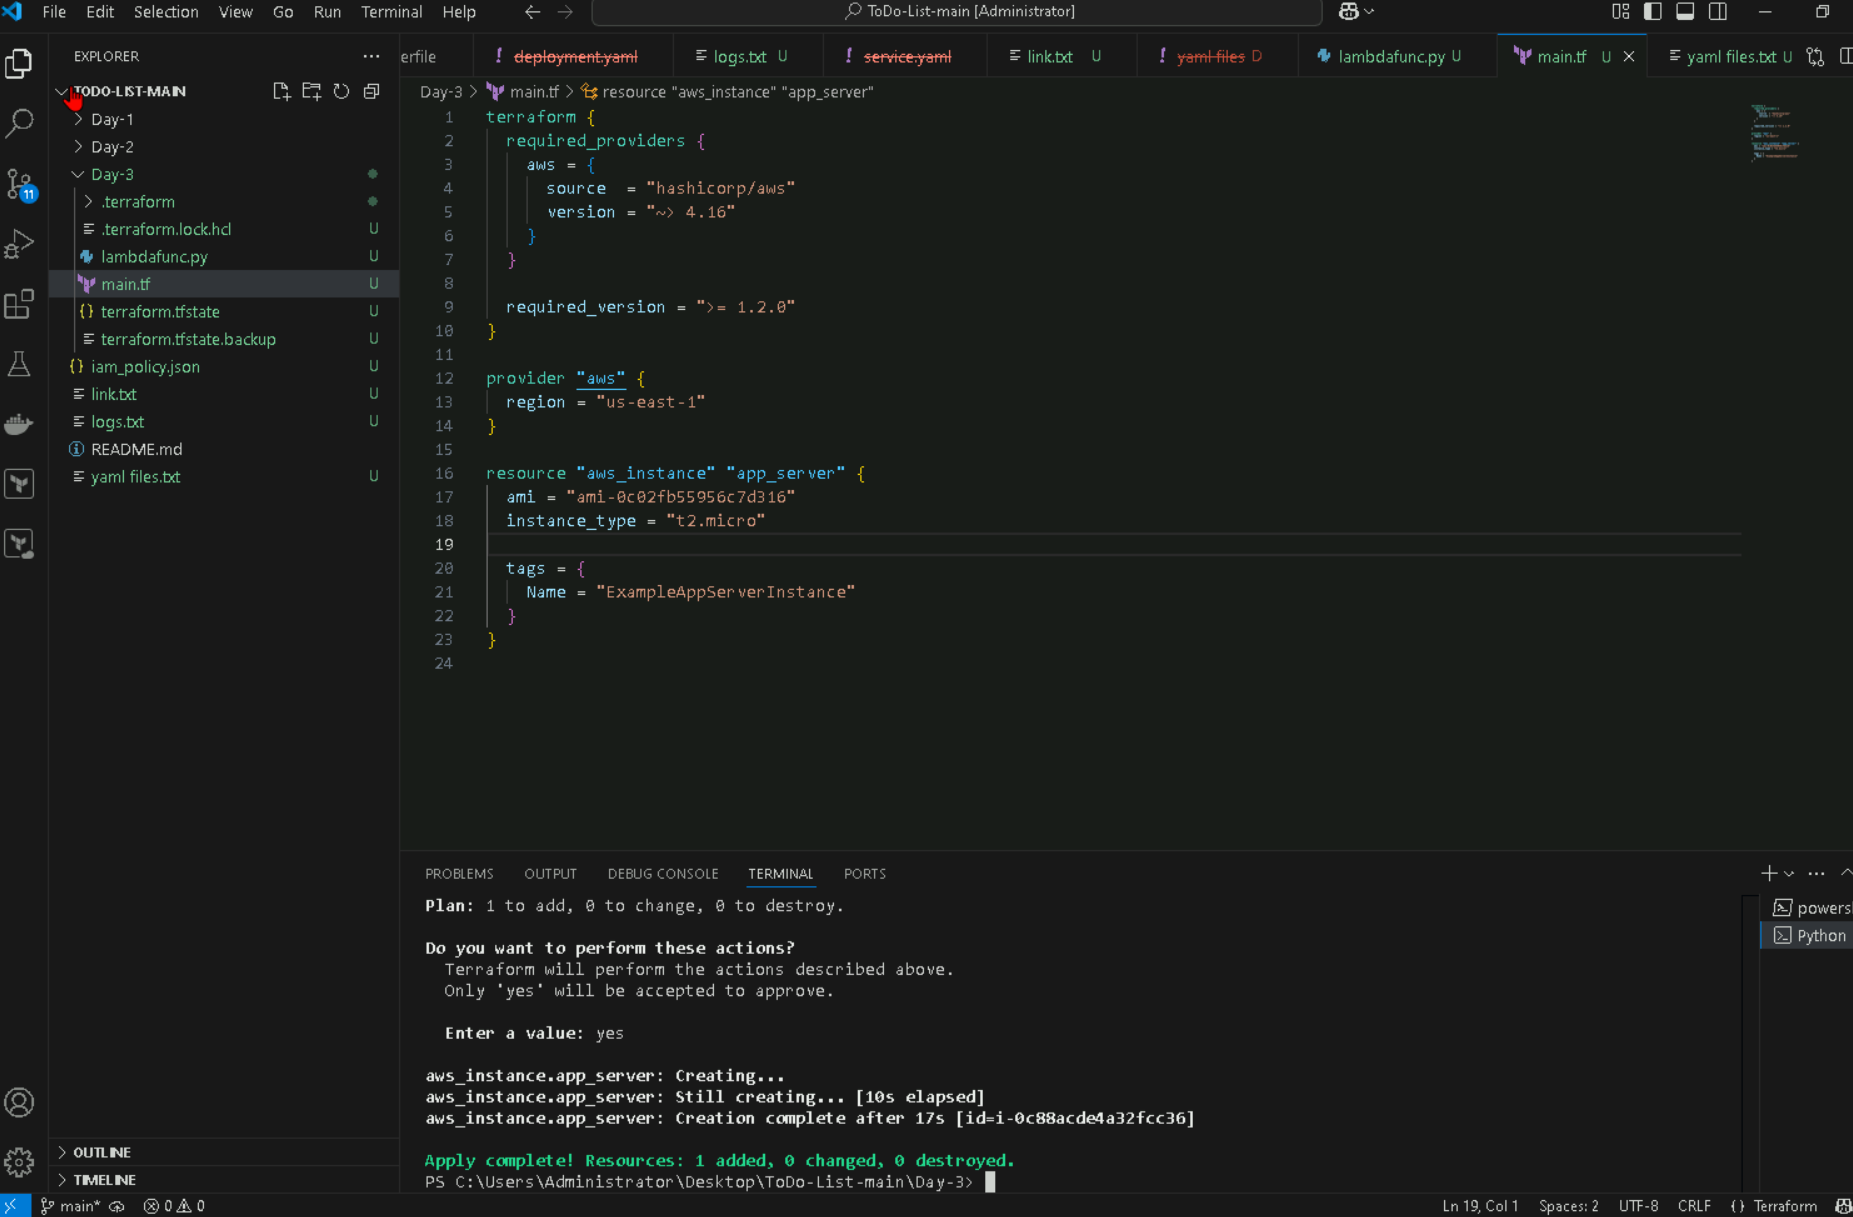 File Edit Selection View Go Run Terminal Help ToDo-List-main [Administrator]
EXPLORER
TODO-LIST-MAIN
Day-1
Day-2
Day-3
.terraform
.terraform.lock.hcl U
lambdafunc.py U
main.tf U
{} terraform.tfstate U
terraform.tfstate.backup U
{} iam_policy.json U
link.txt U
logs.txt U
README.md
yaml files.txt U
OUTLINE
TIMELINE
11
erfile ! deployment.yaml logs.txt U ! service.yaml link.txt U ! yaml files D lambdafunc.py U main.tf U yaml files.txt U
Day-3 > main.tf > resource "aws_instance" "app_server"
1 terraform {
2 required_providers {
3 aws = {
4 source = "hashicorp/aws"
5 version = "~> 4.16"
6 }
7 }
8
9 required_version = ">= 1.2.0"
10 }
11
12 provider "aws" {
13 region = "us-east-1"
14 }
15
16 resource "aws_instance" "app_server" {
17 ami = "ami-0c02fb55956c7d316"
18 instance_type = "t2.micro"
19
20 tags = {
21 Name = "ExampleAppServerInstance"
22 }
23 }
24
PROBLEMS OUTPUT DEBUG CONSOLE TERMINAL PORTS
Plan: 1 to add, 0 to change, 0 to destroy.
Do you want to perform these actions?
Terraform will perform the actions described above.
Only 'yes' will be accepted to approve.
Enter a value: yes
aws_instance.app_server: Creating...
aws_instance.app_server: Still creating... [10s elapsed]
aws_instance.app_server: Creation complete after 17s [id=i-0c88acde4a32fcc36]
Apply complete! Resources: 1 added, 0 changed, 0 destroyed.
PS C:\Users\Administrator\Desktop\ToDo-List-main\Day-3>
powers
Python
main* 0 0 Ln 19, Col 1 Spaces: 2 UTF-8 CRLF {} Terraform